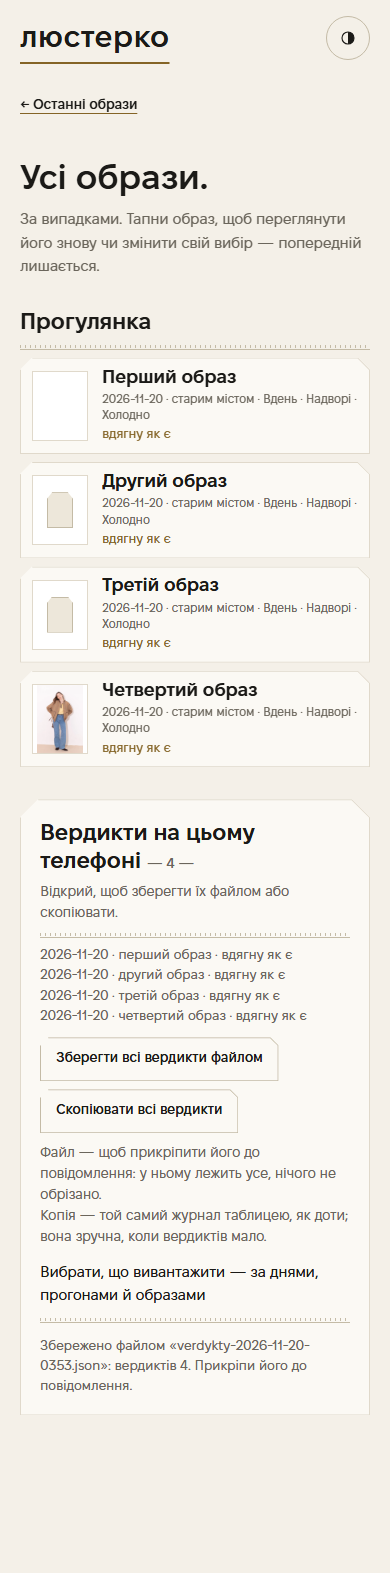 люстерко
← Останні образи
Усі образи.
За випадками. Тапни образ, щоб переглянути
його знову чи змінити свій вибір — попередній
лишається.
Прогулянка
Перший образ
2026-11-20 · старим містом · Вдень · Надворі ·
Холодно
вдягну як є
Другий образ
2026-11-20 · старим містом · Вдень · Надворі ·
Холодно
вдягну як є
Третій образ
2026-11-20 · старим містом · Вдень · Надворі ·
Холодно
вдягну як є
Четвертий образ
2026-11-20 · старим містом · Вдень · Надворі ·
Холодно
вдягну як є
Вердикти на цьому
телефоні — 4 —
Відкрий, щоб зберегти їх файлом або
скопіювати.
2026-11-20 · перший образ · вдягну як є
2026-11-20 · другий образ · вдягну як є
2026-11-20 · третій образ · вдягну як є
2026-11-20 · четвертий образ · вдягну як є
Зберегти всі вердикти файлом
Скопіювати всі вердикти
Файл — щоб прикріпити його до
повідомлення: у ньому лежить усе, нічого не
обрізано.
Копія — той самий журнал таблицею, як доти;
вона зручна, коли вердиктів мало.
Вибрати, що вивантажити — за днями,
прогонами й образами
Збережено файлом «verdykty-2026-11-20-
0353.json»: вердиктів 4. Прикріпи його до
повідомлення.